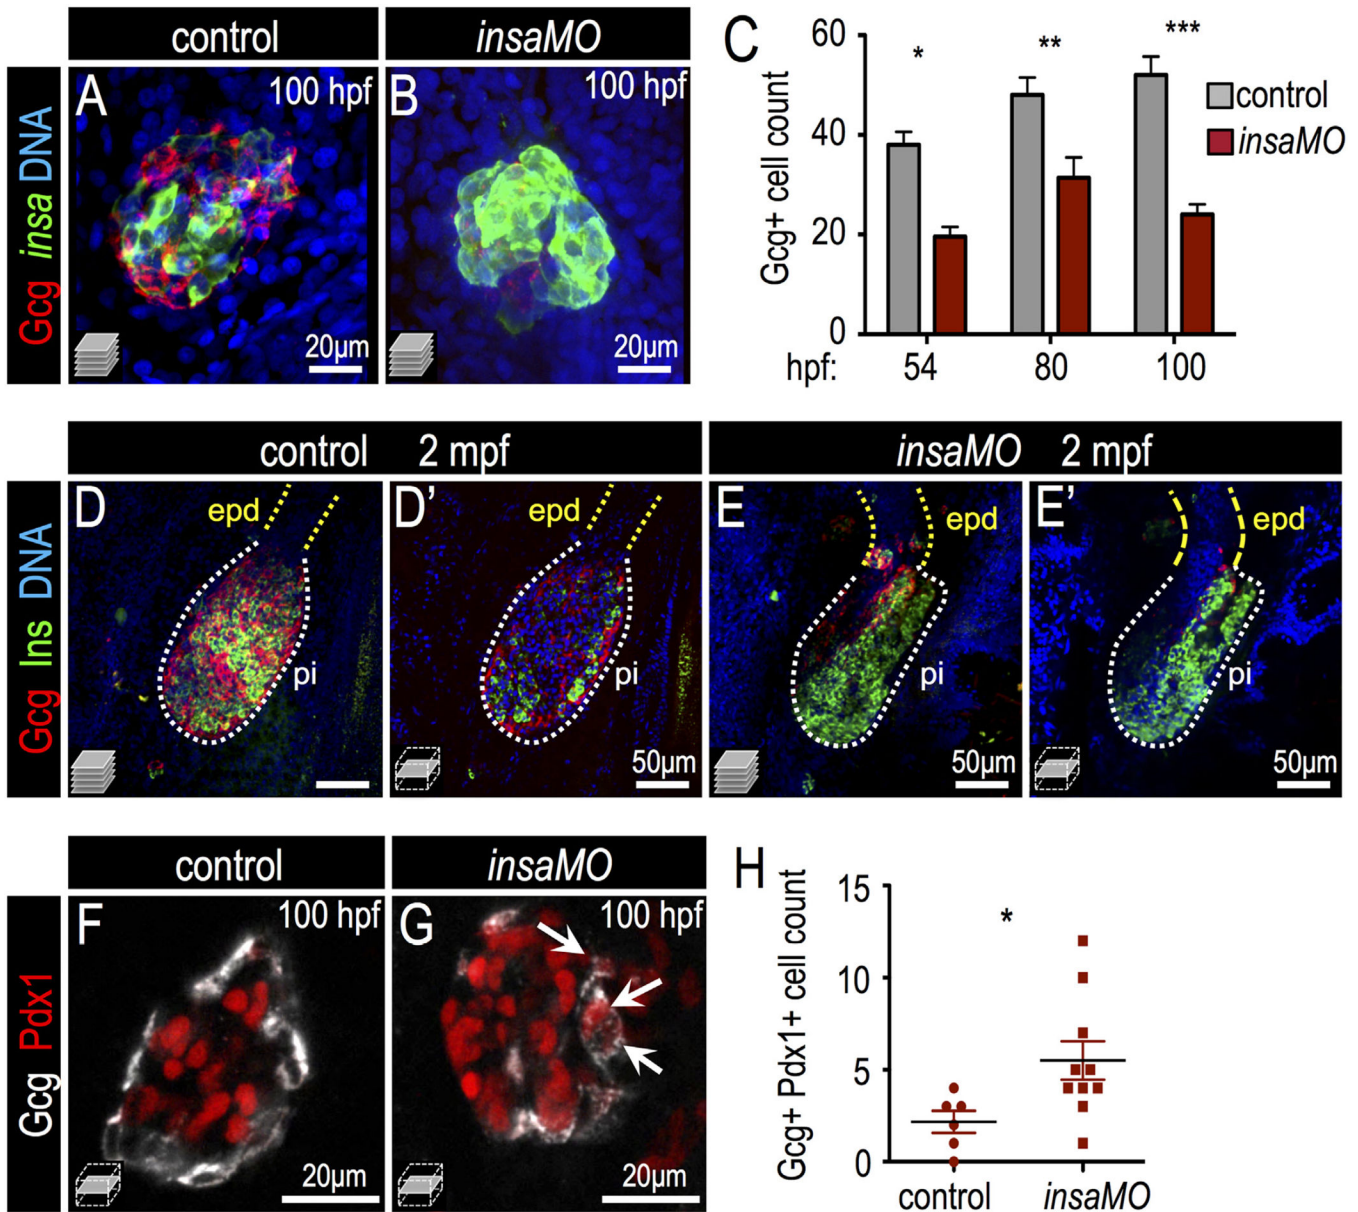 control
insaMO
Gcg insa DNA
A
100 hpf
20µm
B
100 hpf
20µm
C
Gcg+ cell count
60
40
20
0
*
**
***
control
insaMO
hpf:
54
80
100
control 2 mpf
insaMO 2 mpf
Gcg Ins DNA
D
epd
pi
D'
epd
pi
50µm
E
epd
pi
50µm
E'
epd
pi
50µm
control
insaMO
Gcg Pdx1
F
100 hpf
20µm
G
100 hpf
20µm
H
Gcg+ Pdx1+ cell count
15
10
5
0
*
control
insaMO